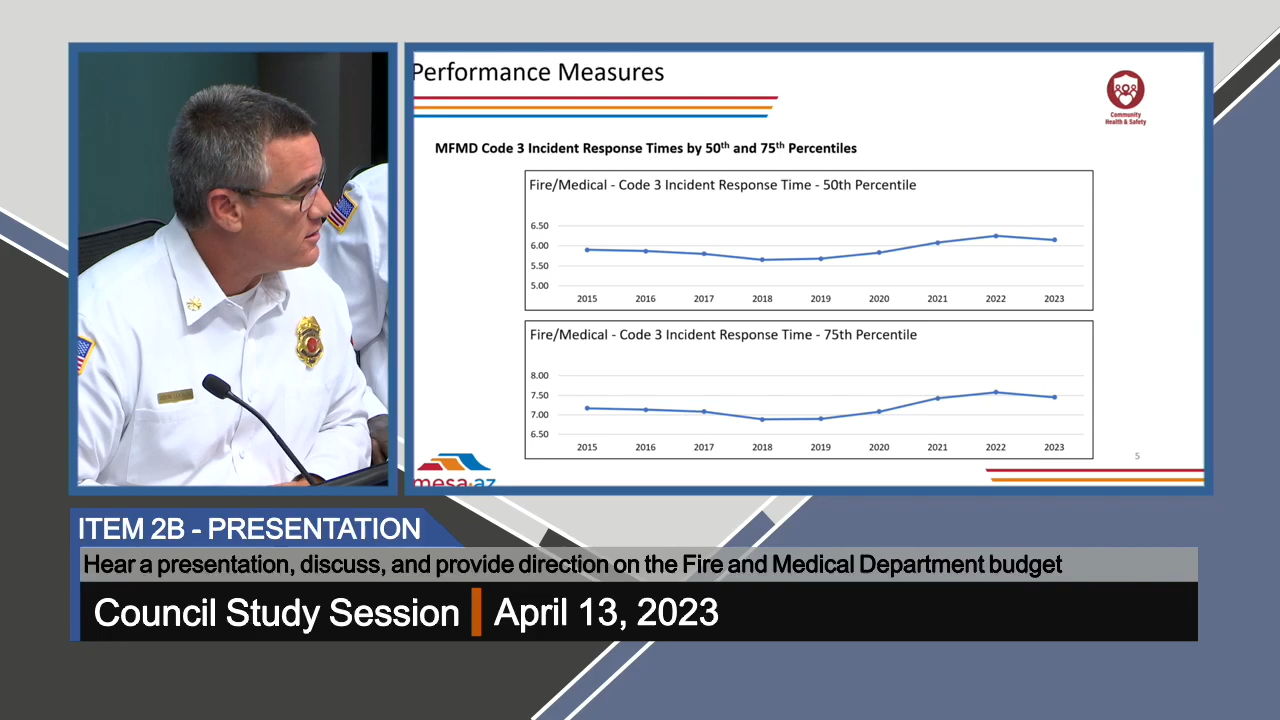 Performance Measures
Community
Health & Safety
MFMD Code 3 Incident Response Times by 50th and 75th Percentiles
Fire/Medical - Code 3 Incident Response Time - 50th Percentile
6.50
6.00
5.50
5.00
2015 2016 2017 2018 2019 2020 2021 2022 2023
Fire/Medical - Code 3 Incident Response Time - 75th Percentile
8.00
7.50
7.00
6.50
2015 2016 2017 2018 2019 2020 2021 2022 2023
mesa·az
5
ITEM 2B - PRESENTATION
Hear a presentation, discuss, and provide direction on the Fire and Medical Department budget
Council Study Session
April 13, 2023